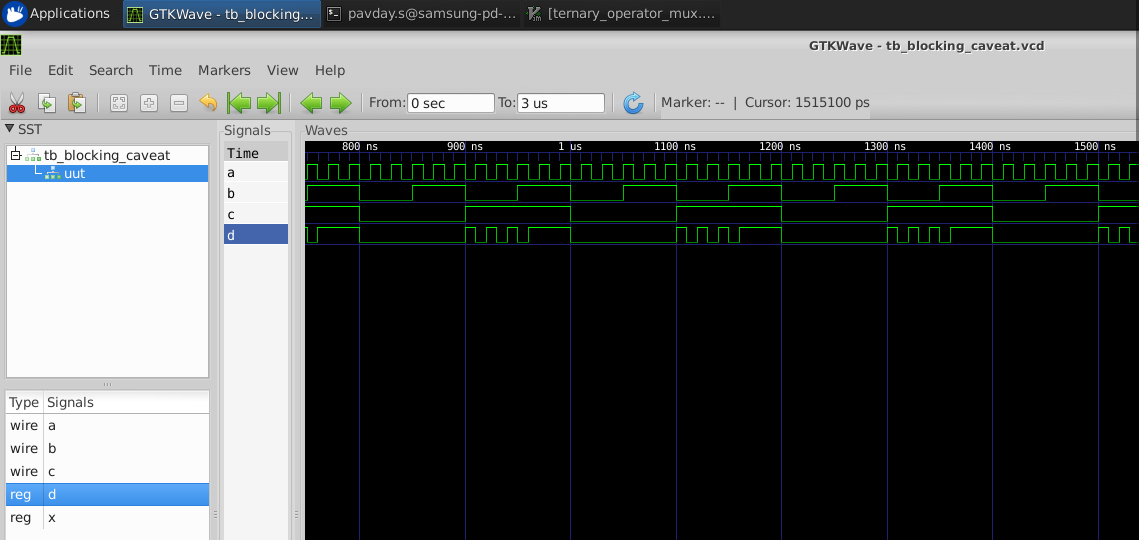 Applications GTKWave - tb_blocking... pavday.s@samsung-pd-... [ternary_operator_mux....
GTKWave - tb_blocking_caveat.vcd
File Edit Search Time Markers View Help
From: 0 sec To: 3 us Marker: -- | Cursor: 1515100 ps
SST
tb_blocking_caveat
uut
Type Signals
wire a
wire b
wire c
reg d
reg x
Signals
Time
a
b
c
d
Waves
800 ns 900 ns 1 us 1100 ns 1200 ns 1300 ns 1400 ns 1500 ns